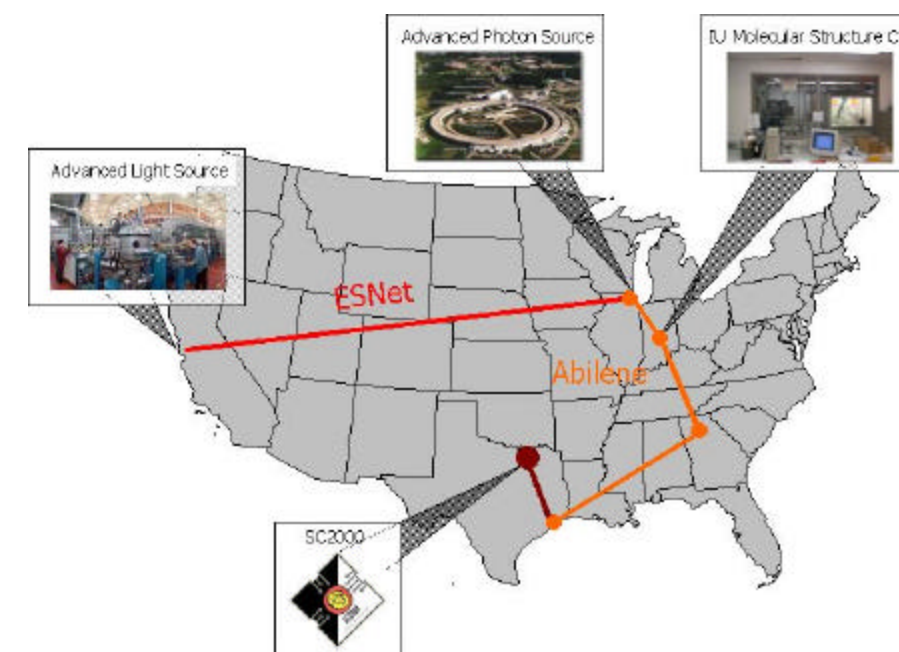 Advanced Photon Source
IU Molecular Structure C
Advanced Light Source
ESNet
Abilene
SC2000